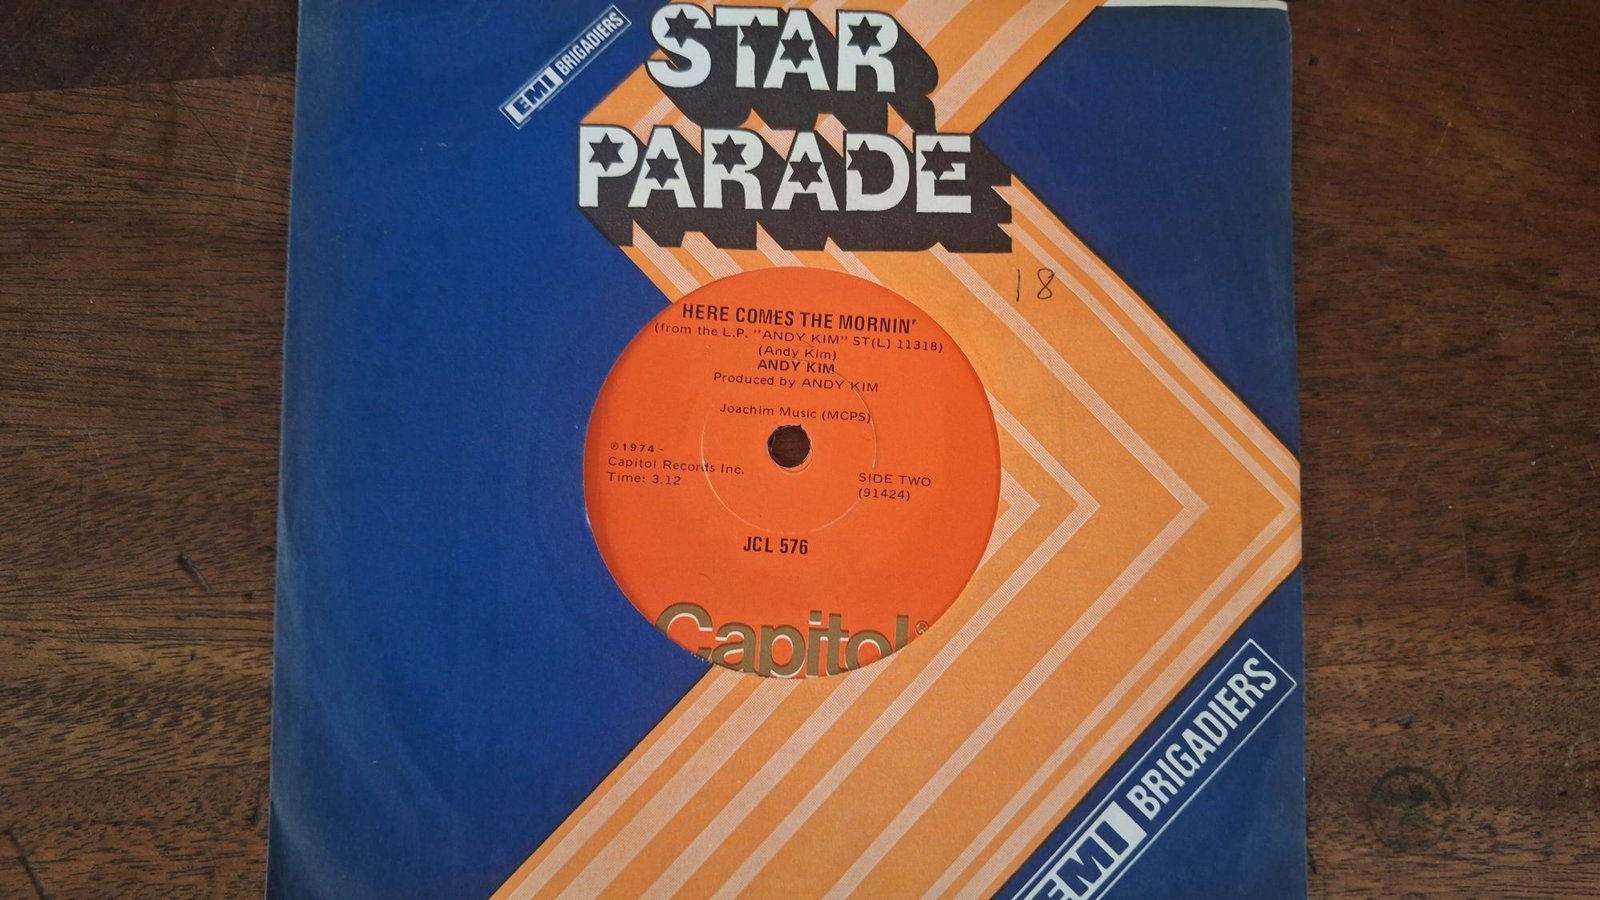 EMI BRIGADIERS
STAR
PARADE
18
HERE COMES THE MORNIN'
(from the L.P. "ANDY KIM" ST(L) 11318)
(Andy Kim)
ANDY KIM
Produced by ANDY KIM
Joachim Music (MCPS)
℗1974 -
Capitol Records Inc.
Time: 3.12
SIDE TWO
(91424)
JCL 576
Capitol®
EMI BRIGADIERS